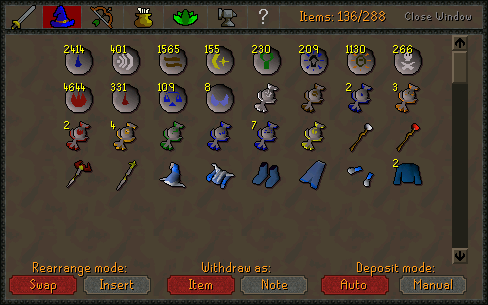 ? Items: 136/288 Close Window
2414 401 1565 155 230 209 1130 266
4644 331 109 8 2 3
2 4 7
2
Rearrange mode: Withdraw as: Deposit mode:
Swap Insert Item Note Auto Manual